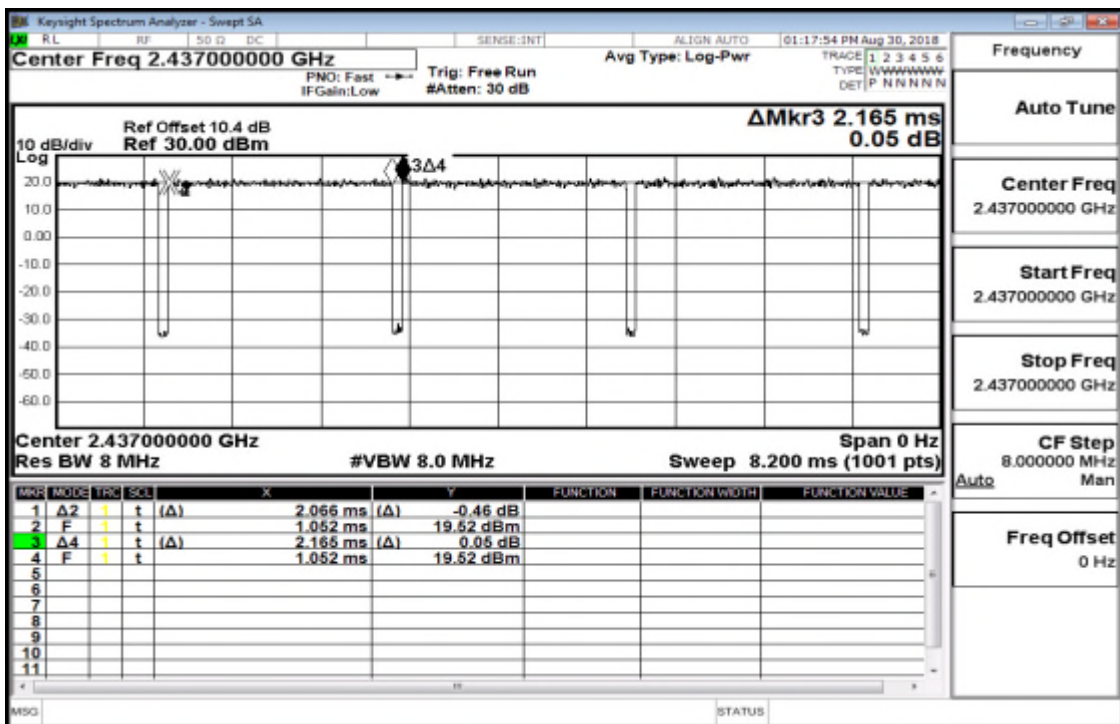 Keysight Spectrum Analyzer - Swept SA
LXI RL RF 50 Ω DC SENSE:INT ALIGN AUTO 01:17:54 PM Aug 30, 2018
Center Freq 2.437000000 GHz
PNO: Fast
IFGain:Low
Trig: Free Run
#Atten: 30 dB
Avg Type: Log-Pwr
TRACE 1 2 3 4 5 6
TYPE WWWWWW
DET P N N N N N
Ref Offset 10.4 dB
10 dB/div Ref 30.00 dBm
Log
ΔMkr3 2.165 ms
0.05 dB
3Δ4
20.0
10.0
0.00
-10.0
-20.0
-30.0
-40.0
-50.0
-60.0
Center 2.437000000 GHz Span 0 Hz
Res BW 8 MHz #VBW 8.0 MHz Sweep 8.200 ms (1001 pts)
MKR MODE TRC SCL X Y FUNCTION FUNCTION WIDTH FUNCTION VALUE
1 Δ2 1 t (Δ) 2.066 ms (Δ) -0.46 dB
2 F 1 t 1.052 ms 19.52 dBm
3 Δ4 1 t (Δ) 2.165 ms (Δ) 0.05 dB
4 F 1 t 1.052 ms 19.52 dBm
5
6
7
8
9
10
11
MSG STATUS
Frequency
Auto Tune
Center Freq
2.437000000 GHz
Start Freq
2.437000000 GHz
Stop Freq
2.437000000 GHz
CF Step
8.000000 MHz
Auto Man
Freq Offset
0 Hz